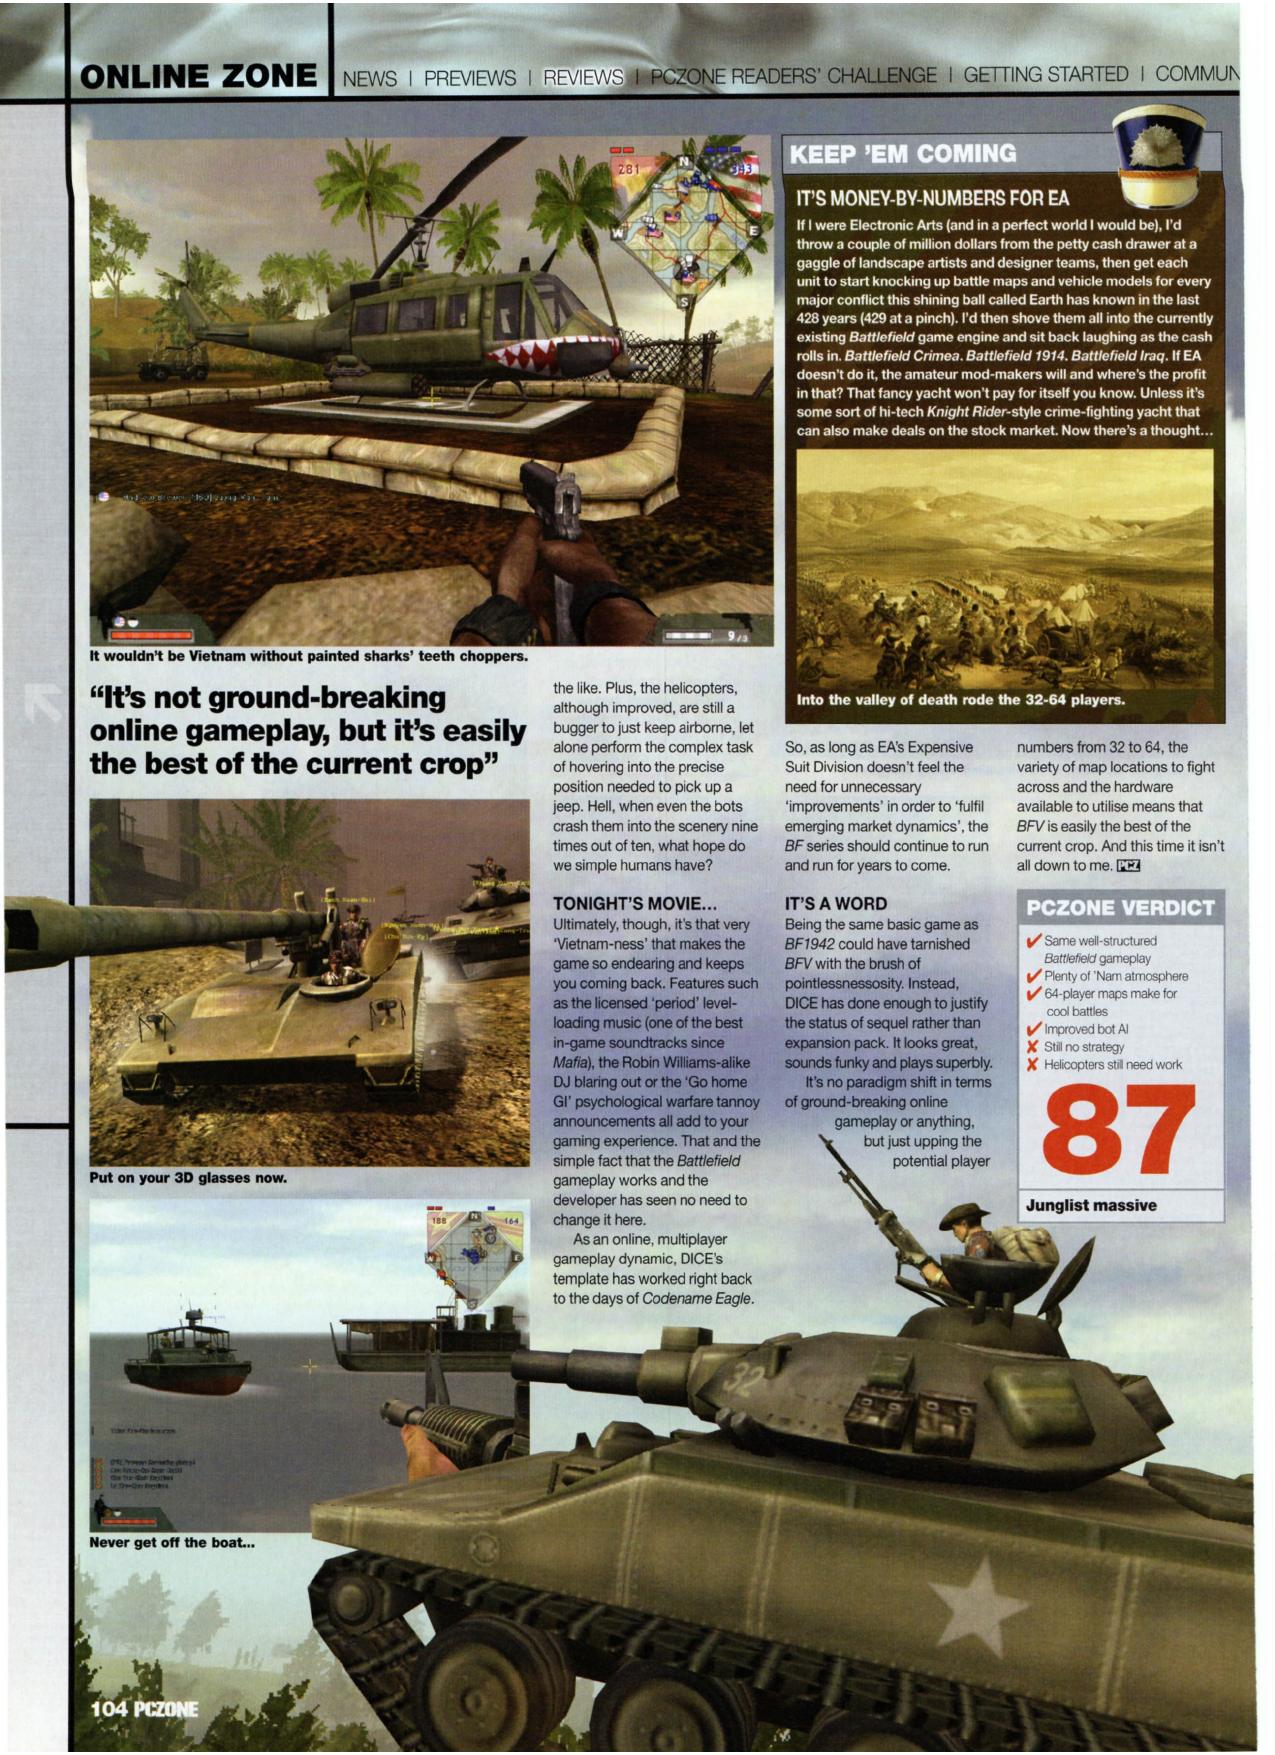 ONLINE ZONE
NEWS | PREVIEWS | REVIEWS | PCZONE READERS' CHALLENGE | GETTING STARTED | COMMUN
281
343
N
W
E
S
9/3
It wouldn't be Vietnam without painted sharks' teeth choppers.
"It's not ground-breaking
online gameplay, but it's easily
the best of the current crop"
Put on your 3D glasses now.
188
164
N
E
S
Never get off the boat...
the like. Plus, the helicopters,
although improved, are still a
bugger to just keep airborne, let
alone perform the complex task
of hovering into the precise
position needed to pick up a
jeep. Hell, when even the bots
crash them into the scenery nine
times out of ten, what hope do
we simple humans have?
TONIGHT'S MOVIE...
Ultimately, though, it's that very
'Vietnam-ness' that makes the
game so endearing and keeps
you coming back. Features such
as the licensed 'period' level-
loading music (one of the best
in-game soundtracks since
Mafia), the Robin Williams-alike
DJ blaring out or the 'Go home
GI' psychological warfare tannoy
announcements all add to your
gaming experience. That and the
simple fact that the Battlefield
gameplay works and the
developer has seen no need to
change it here.
As an online, multiplayer
gameplay dynamic, DICE's
template has worked right back
to the days of Codename Eagle.
KEEP 'EM COMING
IT'S MONEY-BY-NUMBERS FOR EA
If I were Electronic Arts (and in a perfect world I would be), I'd
throw a couple of million dollars from the petty cash drawer at a
gaggle of landscape artists and designer teams, then get each
unit to start knocking up battle maps and vehicle models for every
major conflict this shining ball called Earth has known in the last
428 years (429 at a pinch). I'd then shove them all into the currently
existing Battlefield game engine and sit back laughing as the cash
rolls in. Battlefield Crimea. Battlefield 1914. Battlefield Iraq. If EA
doesn't do it, the amateur mod-makers will and where's the profit
in that? That fancy yacht won't pay for itself you know. Unless it's
some sort of hi-tech Knight Rider-style crime-fighting yacht that
can also make deals on the stock market. Now there's a thought...
Into the valley of death rode the 32-64 players.
So, as long as EA's Expensive
Suit Division doesn't feel the
need for unnecessary
'improvements' in order to 'fulfil
emerging market dynamics', the
BF series should continue to run
and run for years to come.
IT'S A WORD
Being the same basic game as
BF1942 could have tarnished
BFV with the brush of
pointlessnessosity. Instead,
DICE has done enough to justify
the status of sequel rather than
expansion pack. It looks great,
sounds funky and plays superbly.
It's no paradigm shift in terms
of ground-breaking online
gameplay or anything,
but just upping the
potential player
numbers from 32 to 64, the
variety of map locations to fight
across and the hardware
available to utilise means that
BFV is easily the best of the
current crop. And this time it isn't
all down to me. PCZ
PCZONE VERDICT
✔ Same well-structured
Battlefield gameplay
✔ Plenty of 'Nam atmosphere
✔ 64-player maps make for
cool battles
✔ Improved bot AI
✘ Still no strategy
✘ Helicopters still need work
87
Junglist massive
32
104 PCZONE